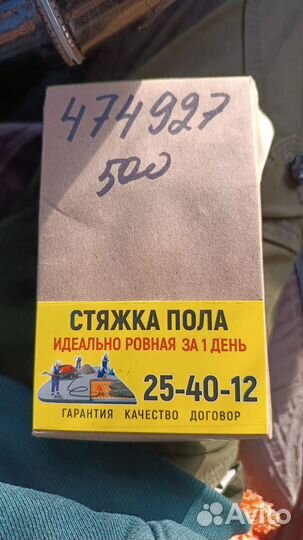 474927
500
СТЯЖКА ПОЛА
ИДЕАЛЬНО РОВНАЯ ЗА 1 ДЕНЬ
25-40-12
ГАРАНТИЯ КАЧЕСТВО ДОГОВОР
Avito